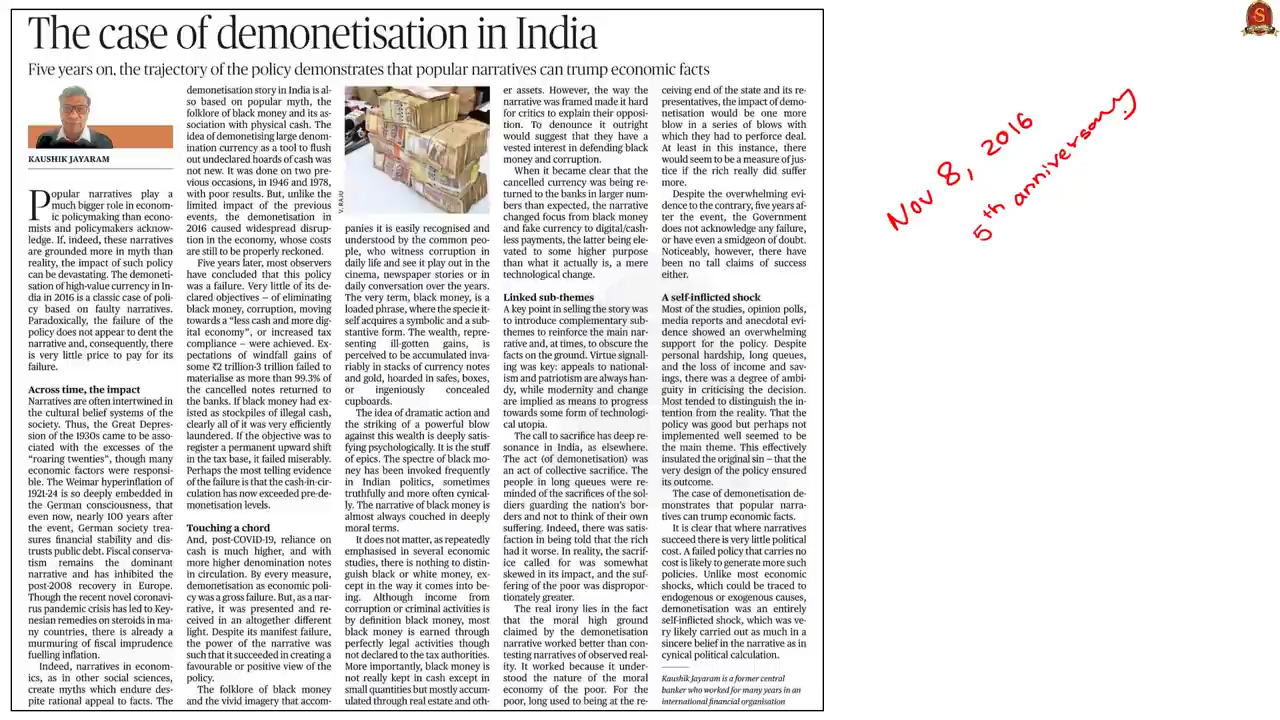 The case of demonetisation in India
Five years on, the trajectory of the policy demonstrates that popular narratives can trump economic facts
KAUSHIK JAYARAM
Popular narratives play a
much bigger role in econom-
ic policymaking than econo-
mists and policymakers acknow-
ledge. If, indeed, these narratives
are grounded more in myth than
reality, the impact of such policy
can be devastating. The demoneti-
sation of high-value currency in In-
dia in 2016 is a classic case of poli-
cy based on faulty narratives.
Paradoxically, the failure of the
policy does not appear to dent the
narrative and, consequently, there
is very little price to pay for its
failure.
Across time, the impact
Narratives are often intertwined in
the cultural belief systems of the
society. Thus, the Great Depres-
sion of the 1930s came to be asso-
ciated with the excesses of the
"roaring twenties", though many
economic factors were responsi-
ble. The Weimar hyperinflation of
1921-24 is so deeply embedded in
the German consciousness, that
even now, nearly 100 years after
the event, German society trea-
sures financial stability and dis-
trusts public debt. Fiscal conserva-
tism remains the dominant
narrative and has inhibited the
post-2008 recovery in Europe.
Though the recent novel coronavi-
rus pandemic crisis has led to Key-
nesian remedies on steroids in ma-
ny countries, there is already a
murmuring of fiscal imprudence
fuelling inflation.
Indeed, narratives in econom-
ics, as in other social sciences,
create myths which endure des-
pite rational appeal to facts. The
demonetisation story in India is al-
so based on popular myth, the
folklore of black money and its as-
sociation with physical cash. The
idea of demonetising large denom-
ination currency as a tool to flush
out undeclared hoards of cash was
not new. It was done on two pre-
vious occasions, in 1946 and 1978,
with poor results. But, unlike the
limited impact of the previous
events, the demonetisation in
2016 caused widespread disrup-
tion in the economy, whose costs
are still to be properly reckoned.
Five years later, most observers
have concluded that this policy
was a failure. Very little of its de-
clared objectives – of eliminating
black money, corruption, moving
towards a "less cash and more dig-
ital economy", or increased tax
compliance – were achieved. Ex-
pectations of windfall gains of
some ₹2 trillion-3 trillion failed to
materialise as more than 99.3% of
the cancelled notes returned to
the banks. If black money had ex-
isted as stockpiles of illegal cash,
clearly all of it was very efficiently
laundered. If the objective was to
register a permanent upward shift
in the tax base, it failed miserably.
Perhaps the most telling evidence
of the failure is that the cash-in-cir-
culation has now exceeded pre-de-
monetisation levels.
Touching a chord
And, post-COVID-19, reliance on
cash is much higher, and with
more higher denomination notes
in circulation. By every measure,
demonetisation as economic poli-
cy was a gross failure. But, as a nar-
rative, it was presented and re-
ceived in an altogether different
light. Despite its manifest failure,
the power of the narrative was
such that it succeeded in creating a
favourable or positive view of the
policy.
The folklore of black money
and the vivid imagery that accom-
V. RAJU
panies it is easily recognised and
understood by the common peo-
ple, who witness corruption in
daily life and see it play out in the
cinema, newspaper stories or in
daily conversation over the years.
The very term, black money, is a
loaded phrase, where the specie it-
self acquires a symbolic and a sub-
stantive form. The wealth, repre-
senting ill-gotten gains, is
perceived to be accumulated inva-
riably in stacks of currency notes
and gold, hoarded in safes, boxes,
or ingeniously concealed
cupboards.
The idea of dramatic action and
the striking of a powerful blow
against this wealth is deeply satis-
fying psychologically. It is the stuff
of epics. The spectre of black mo-
ney has been invoked frequently
in Indian politics, sometimes
truthfully and more often cynical-
ly. The narrative of black money is
almost always couched in deeply
moral terms.
It does not matter, as repeatedly
emphasised in several economic
studies, there is nothing to distin-
guish black or white money, ex-
cept in the way it comes into be-
ing. Although income from
corruption or criminal activities is
by definition black money, most
black money is earned through
perfectly legal activities though
not declared to the tax authorities.
More importantly, black money is
not really kept in cash except in
small quantities but mostly accum-
ulated through real estate and oth-
er assets. However, the way the
narrative was framed made it hard
for critics to explain their opposi-
tion. To denounce it outright
would suggest that they have a
vested interest in defending black
money and corruption.
When it became clear that the
cancelled currency was being re-
turned to the banks in larger num-
bers than expected, the narrative
changed focus from black money
and fake currency to digital/cash-
less payments, the latter being ele-
vated to some higher purpose
than what it actually is, a mere
technological change.
Linked sub-themes
A key point in selling the story was
to introduce complementary sub-
themes to reinforce the main nar-
rative and, at times, to obscure the
facts on the ground. Virtue signall-
ing was key: appeals to national-
ism and patriotism are always han-
dy, while modernity and change
are implied as means to progress
towards some form of technologi-
cal utopia.
The call to sacrifice has deep re-
sonance in India, as elsewhere.
The act (of demonetisation) was
an act of collective sacrifice. The
people in long queues were re-
minded of the sacrifices of the sol-
diers guarding the nation's bor-
ders and not to think of their own
suffering. Indeed, there was satis-
faction in being told that the rich
had it worse. In reality, the sacrif-
ice called for was somewhat
skewed in its impact, and the suf-
fering of the poor was dispropor-
tionately greater.
The real irony lies in the fact
that the moral high ground
claimed by the demonetisation
narrative worked better than con-
testing narratives of observed real-
ity. It worked because it under-
stood the nature of the moral
economy of the poor. For the
poor, long used to being at the re-
ceiving end of the state and its re-
presentatives, the impact of demo-
netisation would be one more
blow in a series of blows with
which they had to perforce deal.
At least in this instance, there
would seem to be a measure of jus-
tice if the rich really did suffer
more.
Despite the overwhelming evi-
dence to the contrary, five years af-
ter the event, the Government
does not acknowledge any failure,
or have even a smidgeon of doubt.
Noticeably, however, there have
been no tall claims of success
either.
A self-inflicted shock
Most of the studies, opinion polls,
media reports and anecdotal evi-
dence showed an overwhelming
support for the policy. Despite
personal hardship, long queues,
and the loss of income and sav-
ings, there was a degree of ambi-
guity in criticising the decision.
Most tended to distinguish the in-
tention from the reality. That the
policy was good but perhaps not
implemented well seemed to be
the main theme. This effectively
insulated the original sin – that the
very design of the policy ensured
its outcome.
The case of demonetisation de-
monstrates that popular narra-
tives can trump economic facts.
It is clear that where narratives
succeed there is very little political
cost. A failed policy that carries no
cost is likely to generate more such
policies. Unlike most economic
shocks, which could be traced to
endogenous or exogenous causes,
demonetisation was an entirely
self-inflicted shock, which was ve-
ry likely carried out as much in a
sincere belief in the narrative as in
cynical political calculation.
Kaushik Jayaram is a former central
banker who worked for many years in an
international financial organisation
Nov 8, 2016
5th anniversary